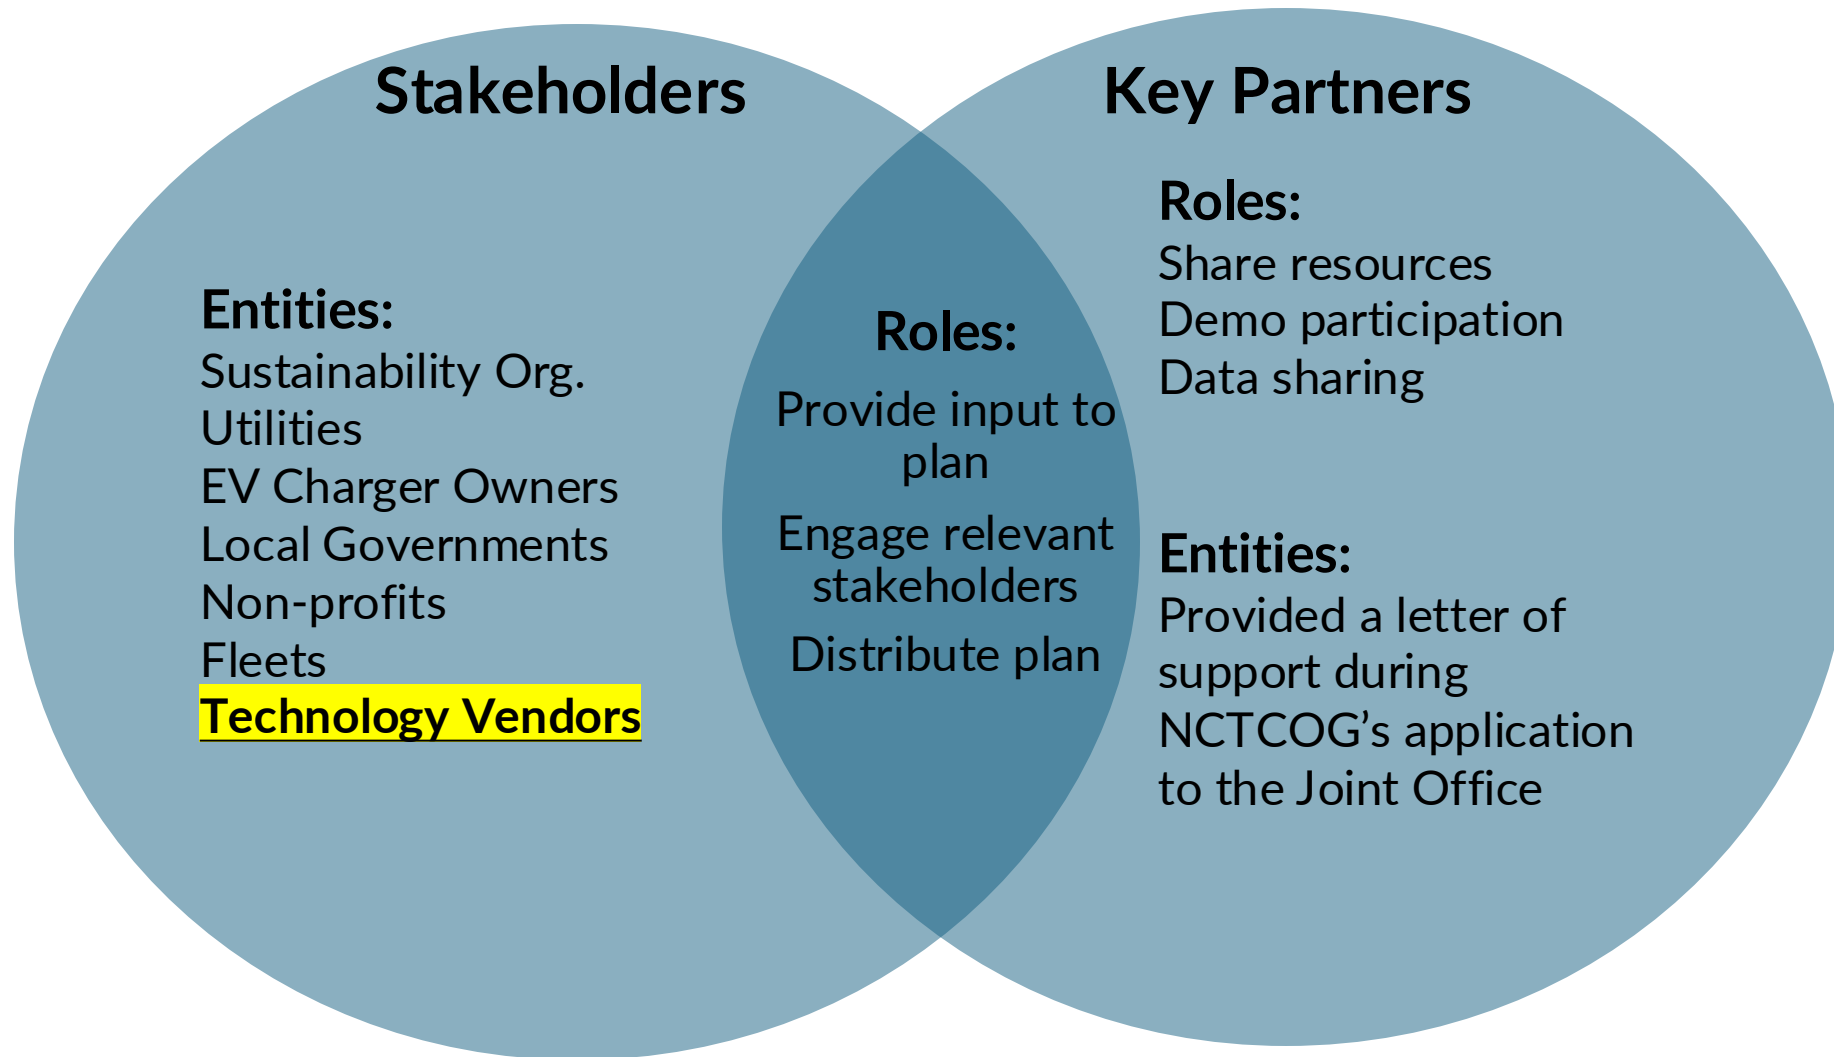 Stakeholders
Entities:
Sustainability Org.
Utilities
EV Charger Owners
Local Governments
Non-profits
Fleets
Technology Vendors
Roles:
Provide input to
plan
Engage relevant
stakeholders
Distribute plan
Key Partners
Roles:
Share resources
Demo participation
Data sharing
Entities:
Provided a letter of
support during
NCTCOG’s application
to the Joint Office